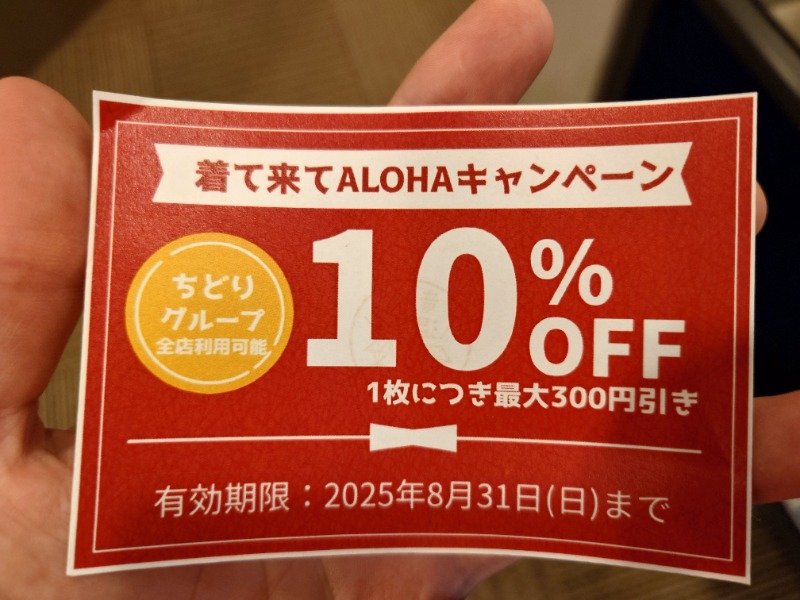 着て来てALOHAキャンペーン
ちどり
グループ
全店利用可能
10%
OFF
1枚につき最大300円引き
有効期限：2025年8月31日(日)まで